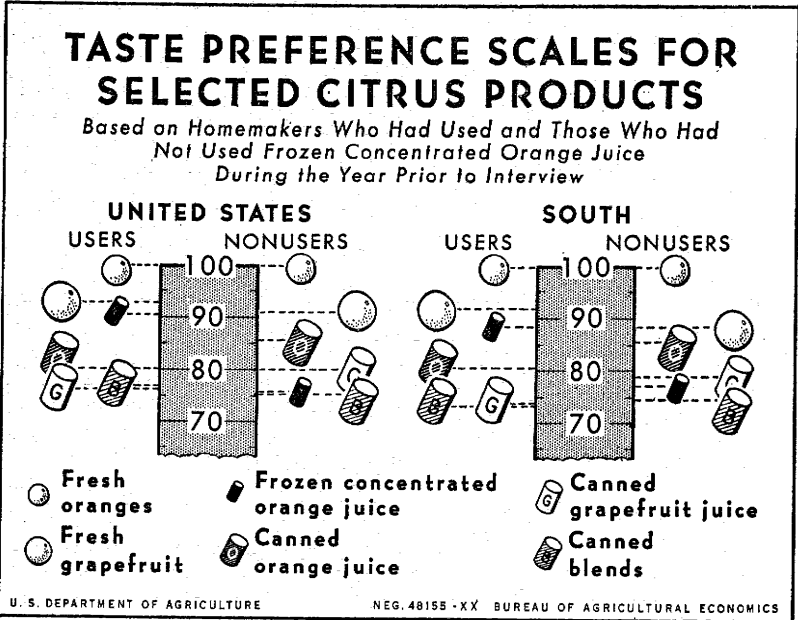 TASTE PREFERENCE SCALES FOR
SELECTED CITRUS PRODUCTS
Based on Homemakers Who Had Used and Those Who Had
Not Used Frozen Concentrated Orange Juice
During the Year Prior to Interview
UNITED STATES
USERS NONUSERS
100
90
80
70
O
G
B
O
G
B
SOUTH
USERS NONUSERS
100
90
80
70
O
B
G
O
G
B
Fresh
oranges
Fresh
grapefruit
Frozen concentrated
orange juice
O
Canned
orange juice
G
Canned
grapefruit juice
B
Canned
blends
U. S. DEPARTMENT OF AGRICULTURE
NEG. 48155-XX BUREAU OF AGRICULTURAL ECONOMICS